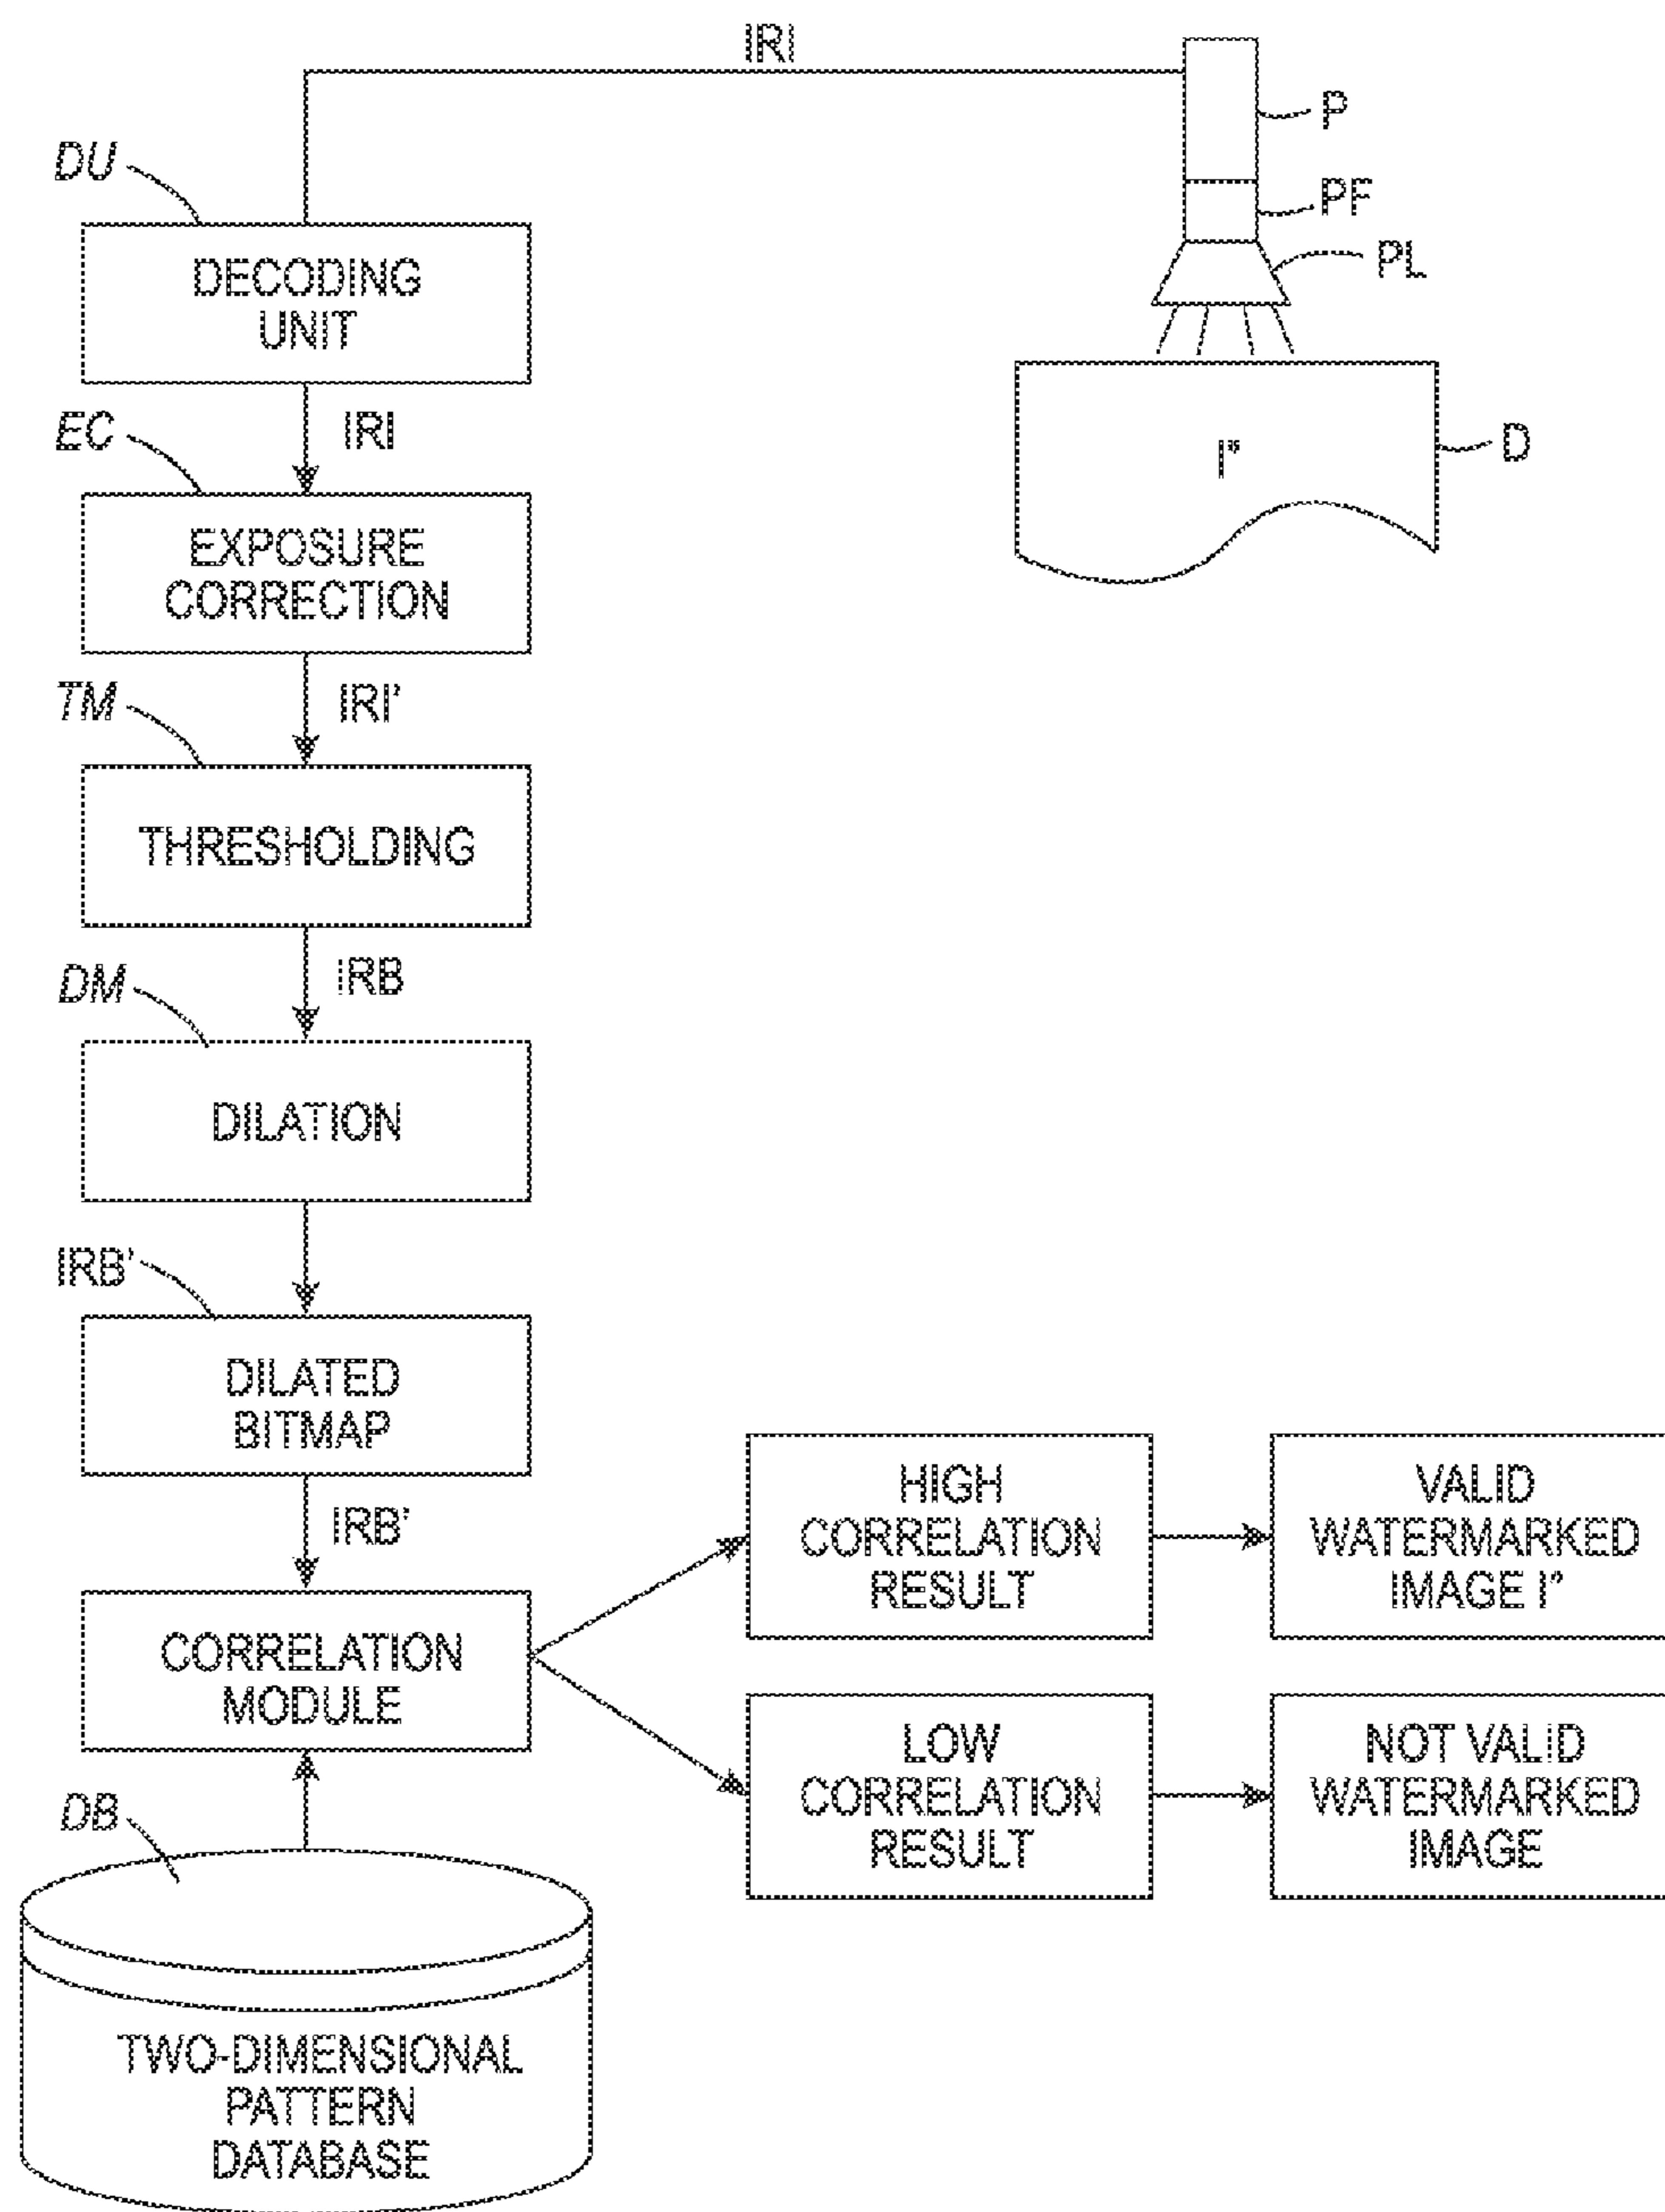 IRI
P
PF
PL
I"
D
DU
DECODING
UNIT
IRI
EC
EXPOSURE
CORRECTION
IRI'
TM
THRESHOLDING
IRB
DM
DILATION
IRB'
DILATED
BITMAP
IRB'
CORRELATION
MODULE
HIGH
CORRELATION
RESULT
VALID
WATERMARKED
IMAGE I"
LOW
CORRELATION
RESULT
NOT VALID
WATERMARKED
IMAGE
DB
TWO-DIMENSIONAL
PATTERN
DATABASE